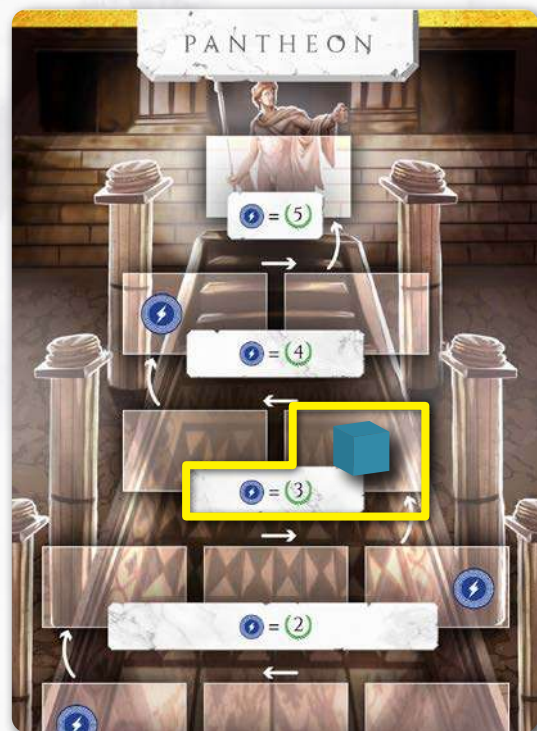 PANTHEON
= (5)
= (4)
= (3)
= (2)